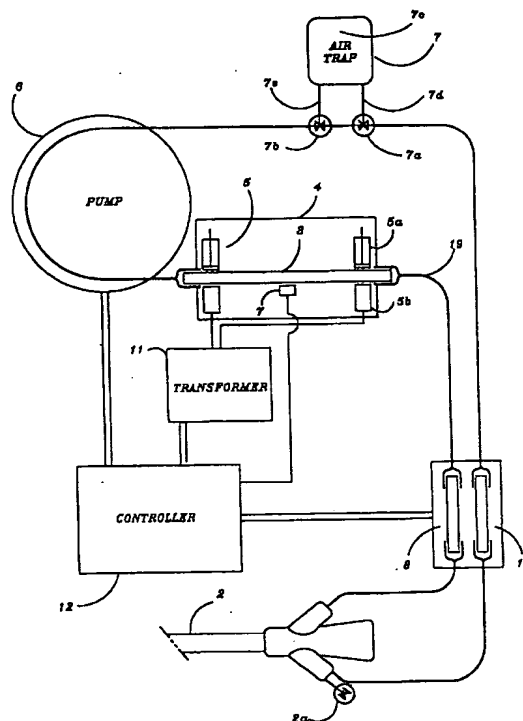 7c
AIR
TRAP
7
7e
7d
7b
7a
6
PUMP
5
4
3
5a
19
7
5b
11
TRANSFORMER
CONTROLLER
12
8
1
2
2a